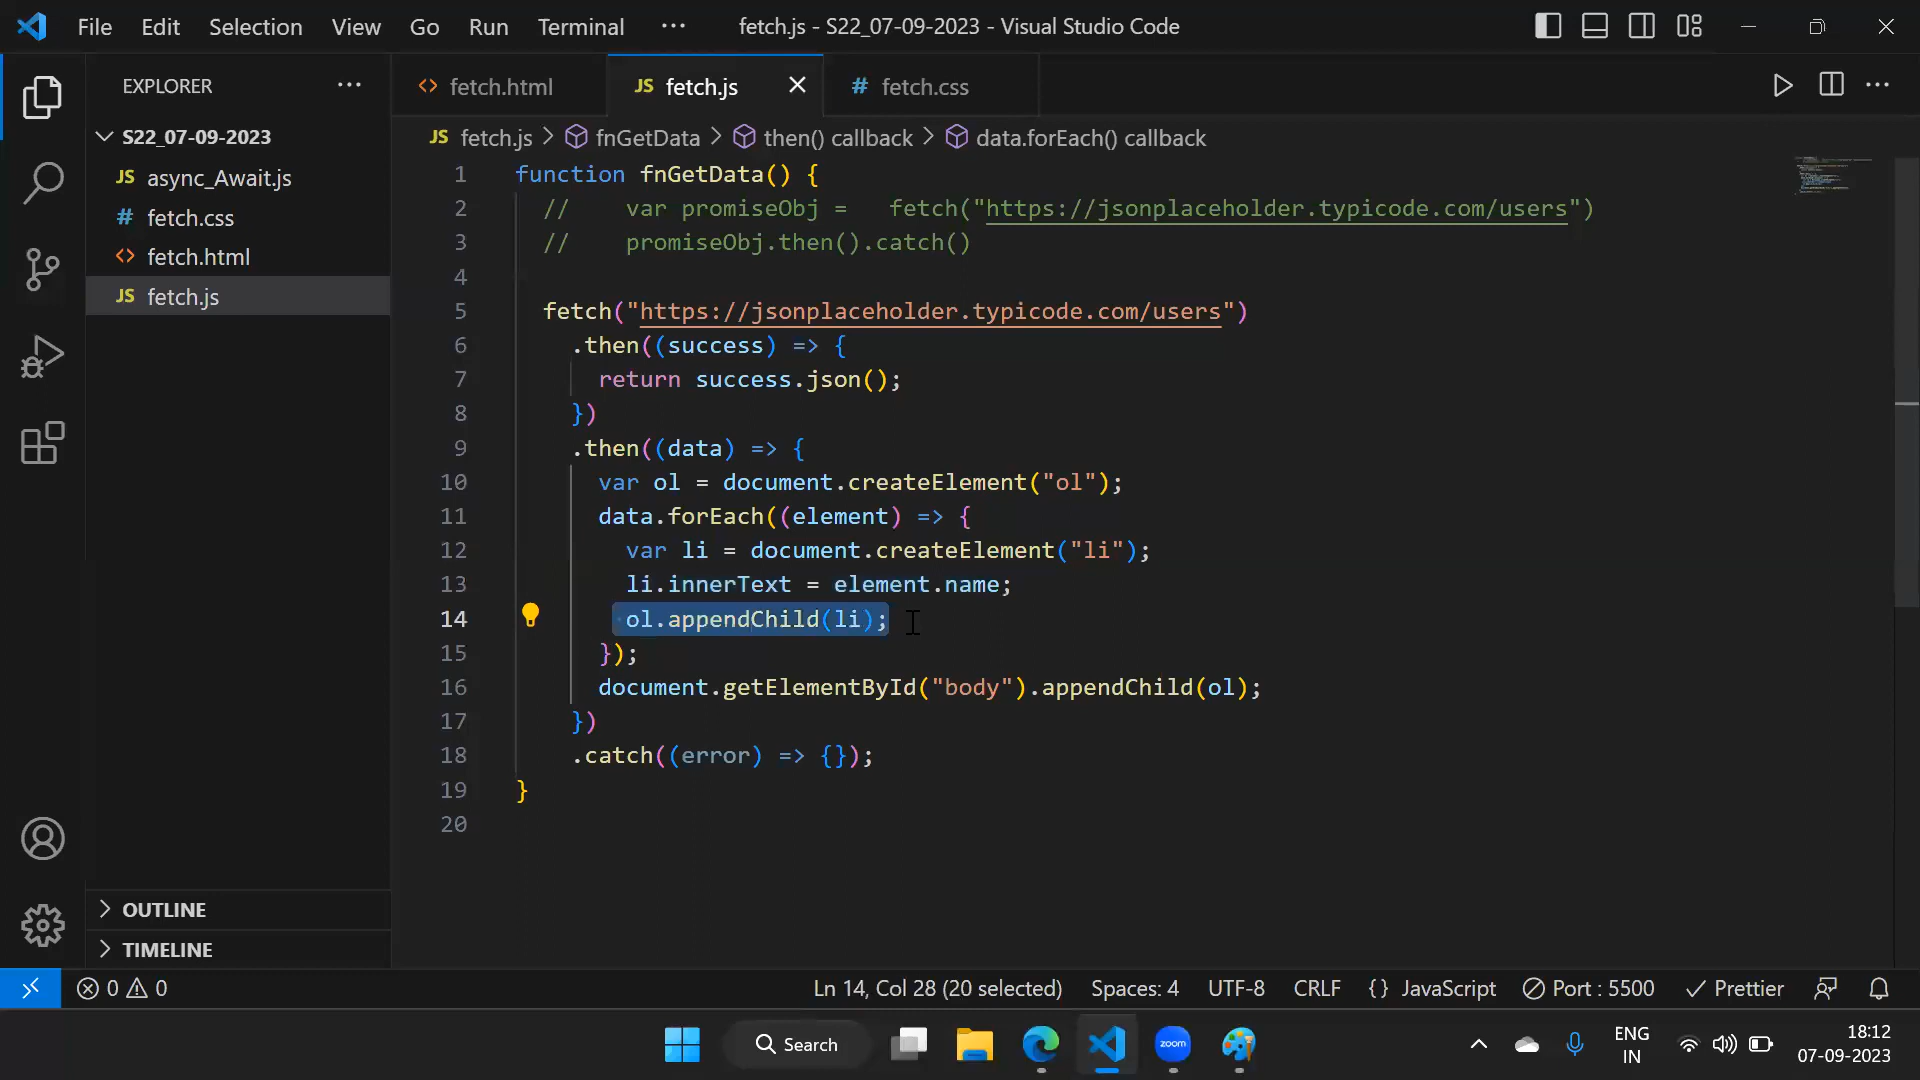 File Edit Selection View Go Run Terminal ··· fetch.js - S22_07-09-2023 - Visual Studio Code
EXPLORER ···
S22_07-09-2023
JS async_Await.js
# fetch.css
<> fetch.html
JS fetch.js
OUTLINE
TIMELINE
<> fetch.html JS fetch.js # fetch.css
JS fetch.js > fnGetData > then() callback > data.forEach() callback
1 function fnGetData() {
2 //    var promiseObj =   fetch("https://jsonplaceholder.typicode.com/users")
3 //    promiseObj.then().catch()
4
5 fetch("https://jsonplaceholder.typicode.com/users")
6 .then((success) => {
7 return success.json();
8 })
9 .then((data) => {
10 var ol = document.createElement("ol");
11 data.forEach((element) => {
12 var li = document.createElement("li");
13 li.innerText = element.name;
14 ol.appendChild(li);
15 });
16 document.getElementById("body").appendChild(ol);
17 })
18 .catch((error) => {});
19 }
20
0 0 Ln 14, Col 28 (20 selected) Spaces: 4 UTF-8 CRLF {} JavaScript Port : 5500 Prettier
Search zoom ENG IN 18:12
07-09-2023